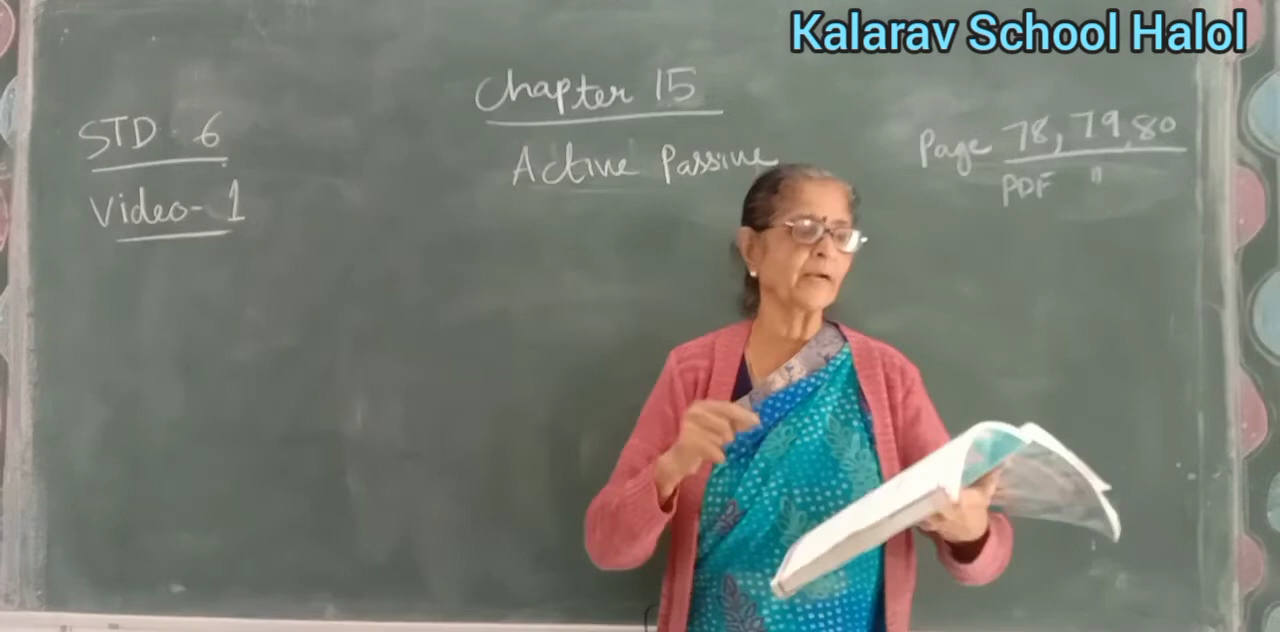 Kalarav School Halol
Chapter 15
Active Passive
STD - 6
Video- 1
Page 78, 79, 80
PDF "